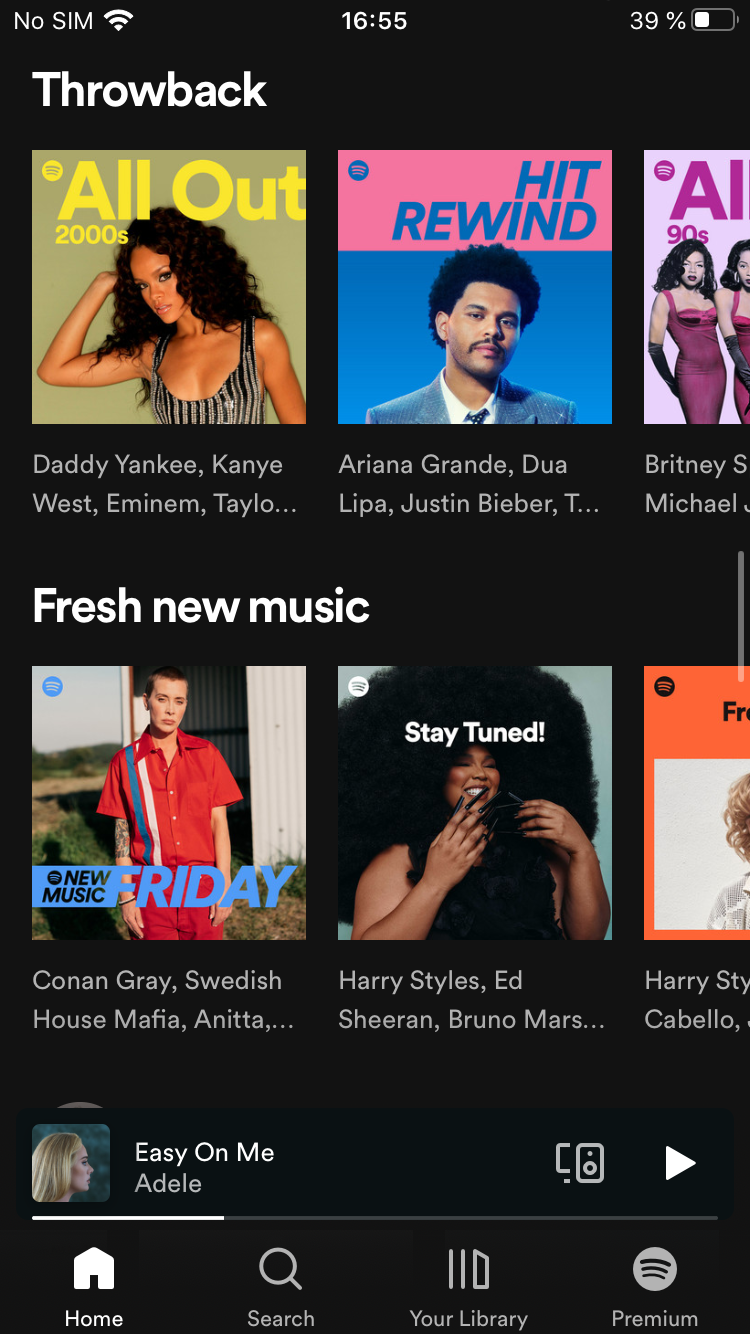 No SIM 16:55 39 %
Throwback
All Out
2000s
HIT
REWIND
All
90s
Daddy Yankee, Kanye
West, Eminem, Taylo...
Ariana Grande, Dua
Lipa, Justin Bieber, T...
Britney S
Michael J
Fresh new music
NEW
MUSIC FRIDAY
Stay Tuned!
Fre
Conan Gray, Swedish
House Mafia, Anitta,...
Harry Styles, Ed
Sheeran, Bruno Mars...
Harry Sty
Cabello,
Easy On Me
Adele
Home
Search
Your Library
Premium